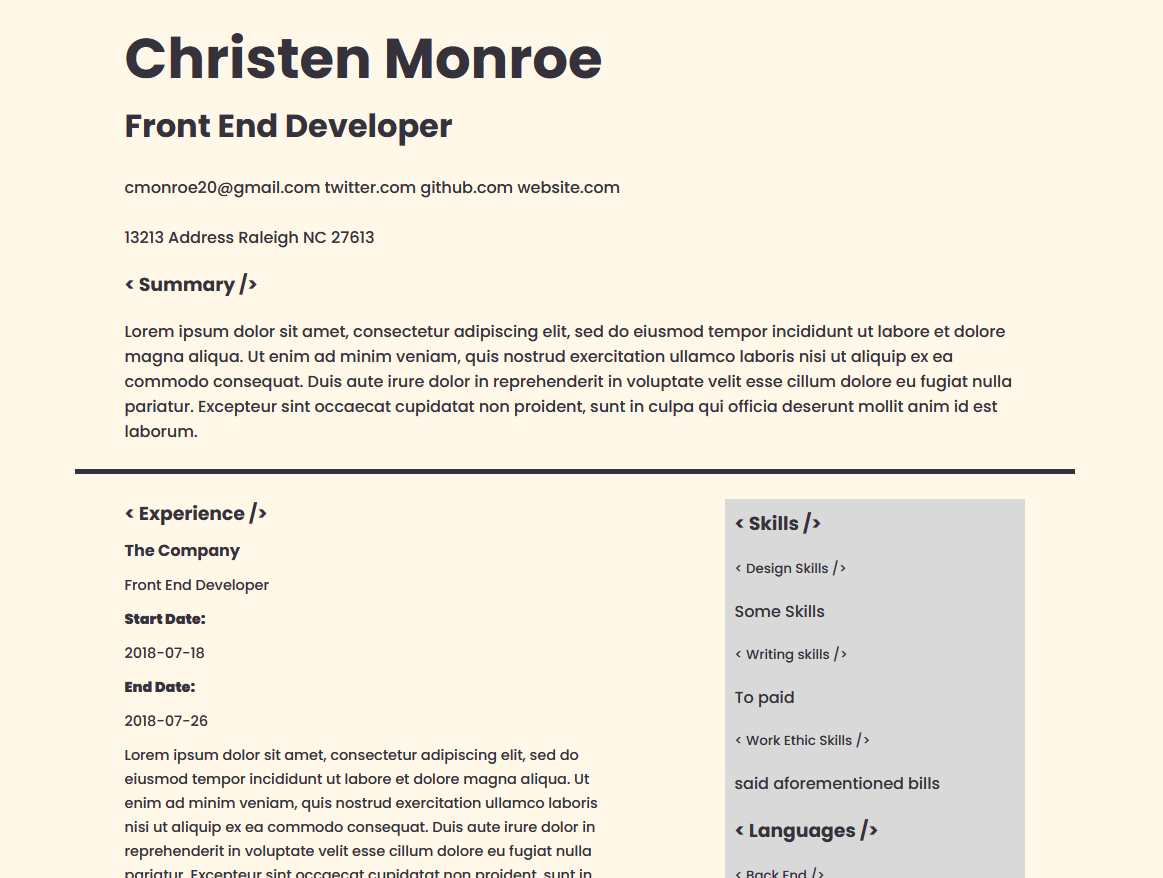 Christen Monroe
Front End Developer
cmonroe20@gmail.com twitter.com github.com website.com
13213 Address Raleigh NC 27613
< Summary />
Lorem ipsum dolor sit amet, consectetur adipiscing elit, sed do eiusmod tempor incididunt ut labore et dolore
magna aliqua. Ut enim ad minim veniam, quis nostrud exercitation ullamco laboris nisi ut aliquip ex ea
commodo consequat. Duis aute irure dolor in reprehenderit in voluptate velit esse cillum dolore eu fugiat nulla
pariatur. Excepteur sint occaecat cupidatat non proident, sunt in culpa qui officia deserunt mollit anim id est
laborum.
< Experience />
The Company
Front End Developer
Start Date:
2018-07-18
End Date:
2018-07-26
Lorem ipsum dolor sit amet, consectetur adipiscing elit, sed do
eiusmod tempor incididunt ut labore et dolore magna aliqua. Ut
enim ad minim veniam, quis nostrud exercitation ullamco laboris
nisi ut aliquip ex ea commodo consequat. Duis aute irure dolor in
reprehenderit in voluptate velit esse cillum dolore eu fugiat nulla
pariatur. Excepteur sint occaecat cupidatat non proident, sunt in
< Skills />
< Design Skills />
Some Skills
< Writing skills />
To paid
< Work Ethic Skills />
said aforementioned bills
< Languages />
< Back End />